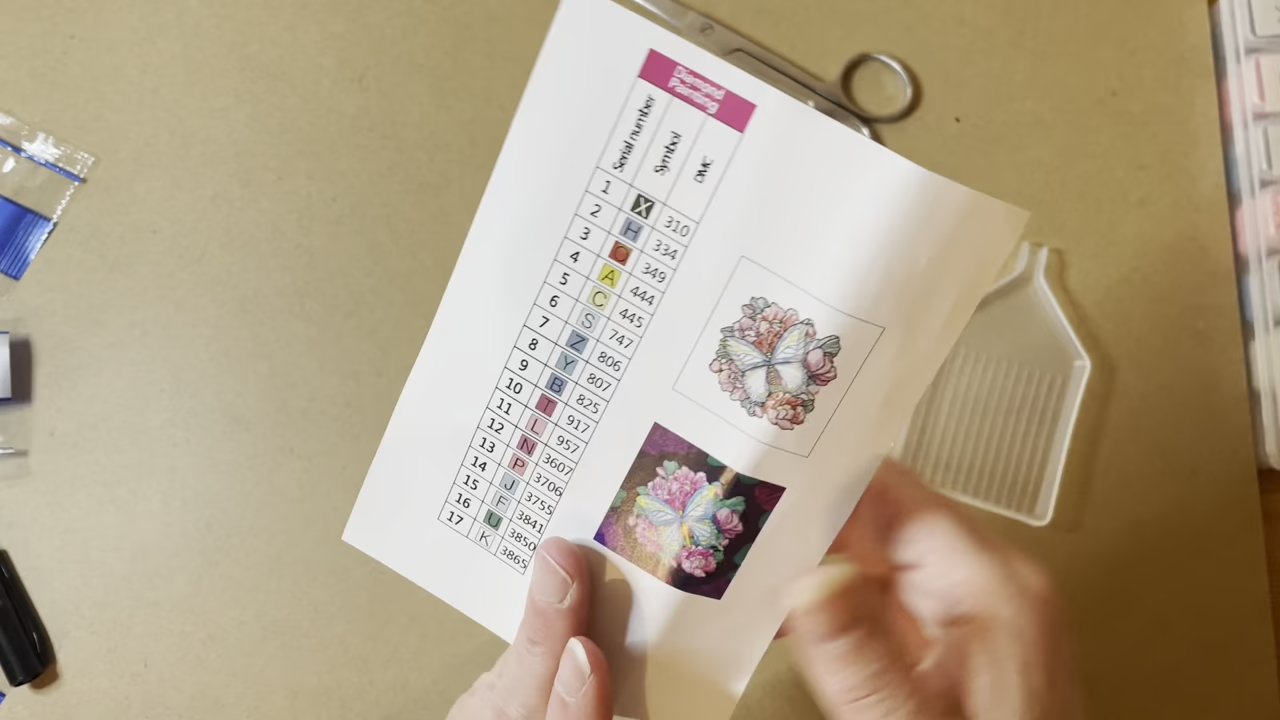 Diamond
Painting
Serial number Symbol DMC
1 X 310
2 H 334
3 O 349
4 A 444
5 C 445
6 S 747
7 Z 806
8 Y 807
9 B 825
10 T 917
11 L 957
12 N 3607
13 P 3706
14 J 3755
15 F 3841
16 U 3850
17 K 3865